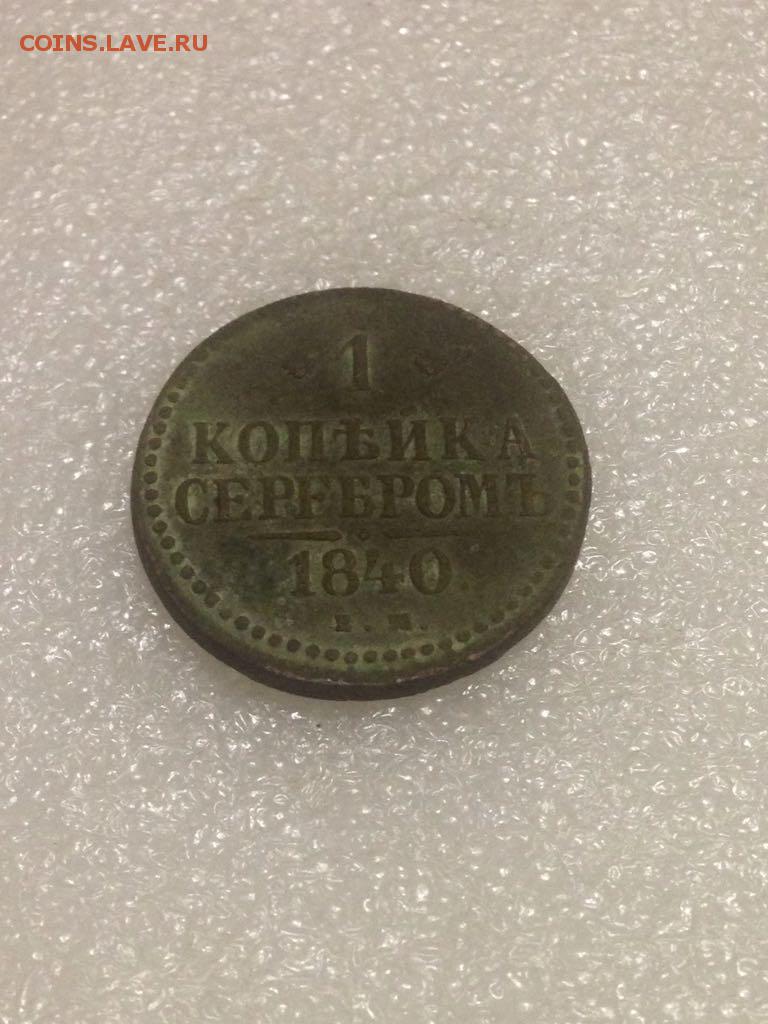 COINS.LAVE.RU
1
КОПѢЙКА
СЕРЕБРОМЪ
1840
Е.М.